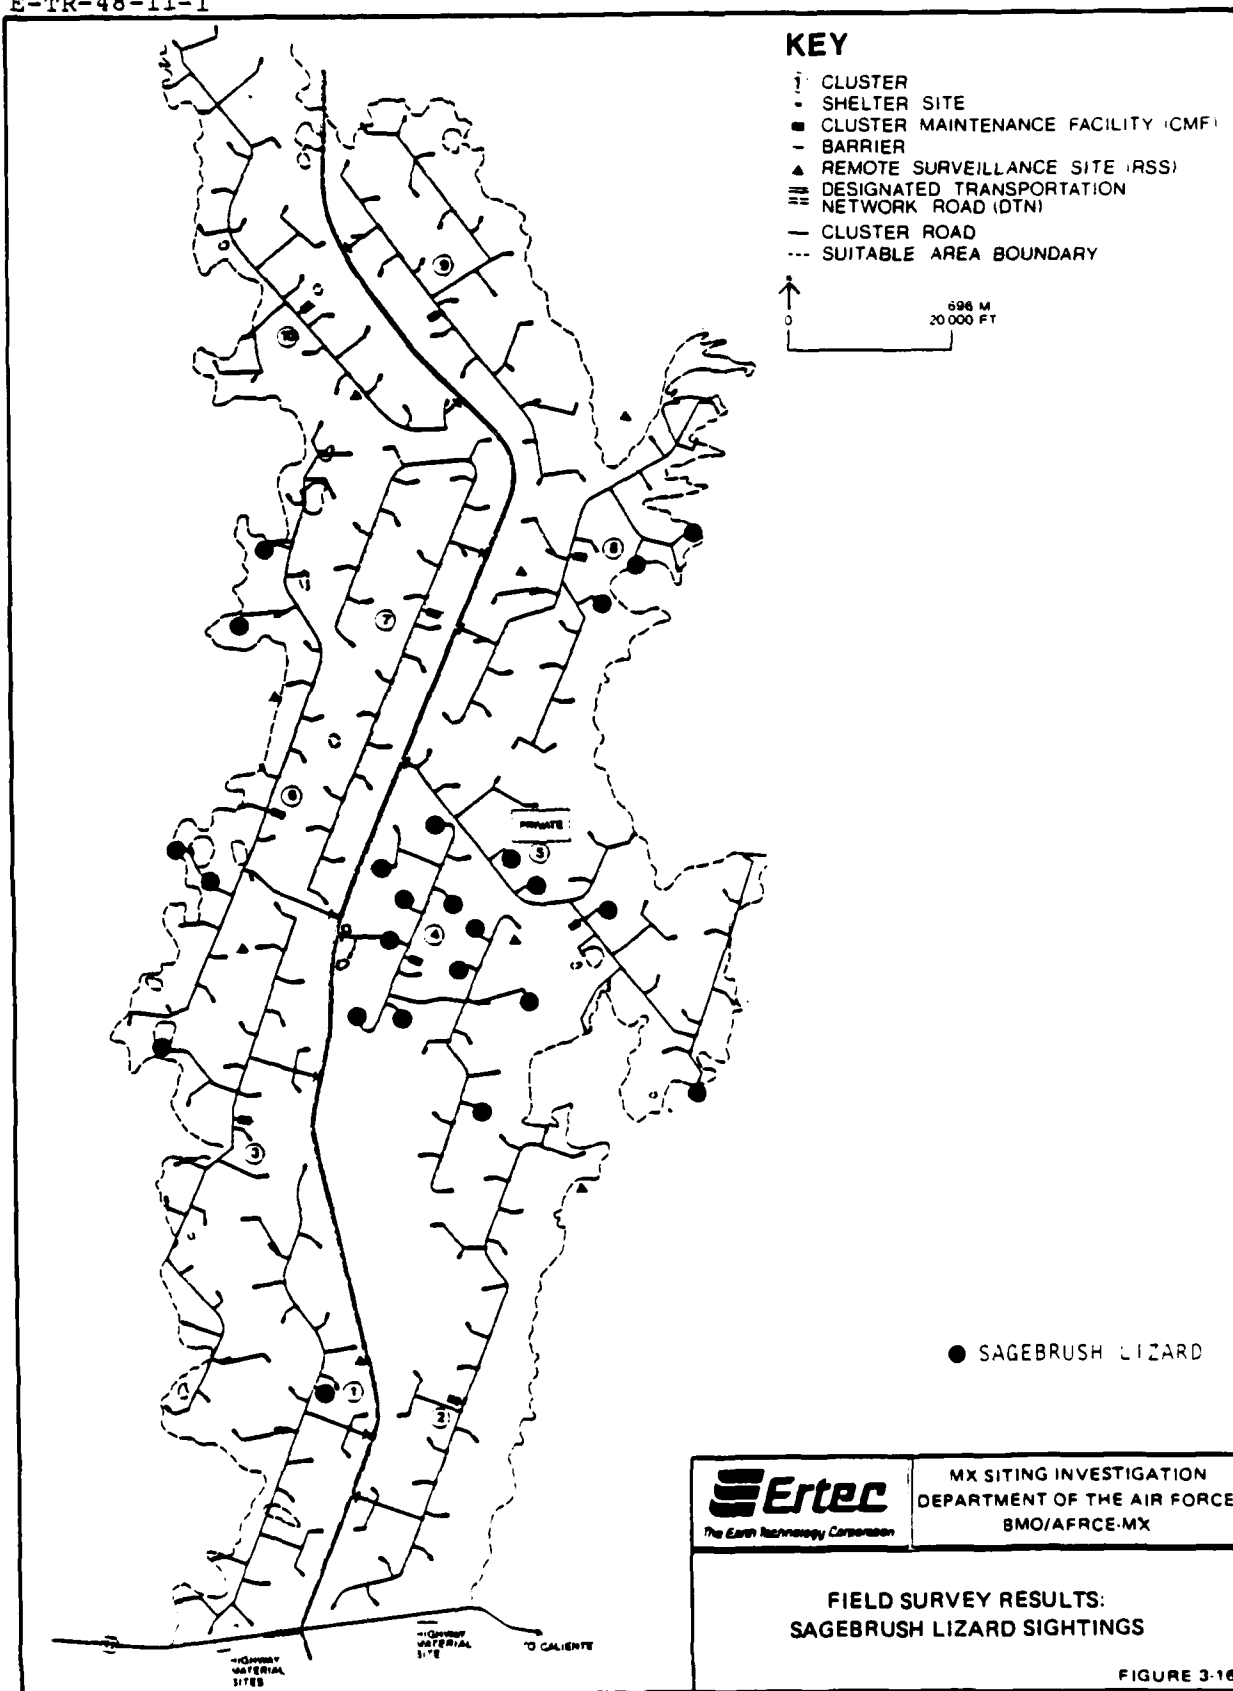 E-TR-48-11-1
KEY
1 CLUSTER
SHELTER SITE
CLUSTER MAINTENANCE FACILITY (CMF)
BARRIER
REMOTE SURVEILLANCE SITE (RSS)
DESIGNATED TRANSPORTATION
NETWORK ROAD (DTN)
CLUSTER ROAD
SUITABLE AREA BOUNDARY
696 M
0 20 000 FT
9
10
8
7
6
PRIVATE
5
4
3
1
2
SAGEBRUSH LIZARD
HIGHWAY
MATERIAL
SITE
TO CALIENTE
HIGHWAY
MATERIAL
SITES
Ertec
The Earth Technology Corporation
MX SITING INVESTIGATION
DEPARTMENT OF THE AIR FORCE
BMO/AFRCE-MX
FIELD SURVEY RESULTS:
SAGEBRUSH LIZARD SIGHTINGS
FIGURE 3-16